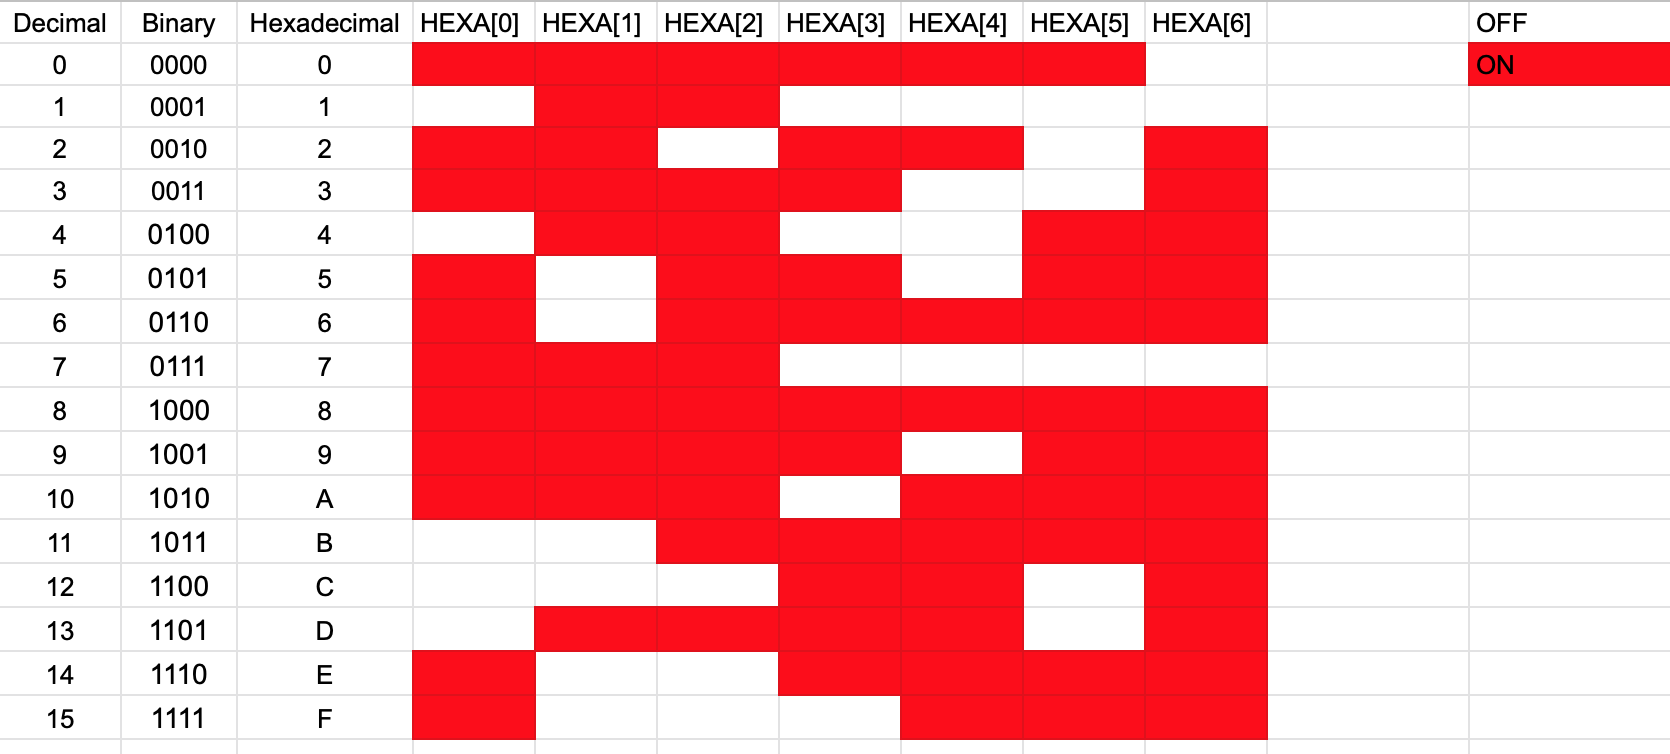 Decimal Binary Hexadecimal HEXA[0] HEXA[1] HEXA[2] HEXA[3] HEXA[4] HEXA[5] HEXA[6] OFF
0 0000 0 ON
1 0001 1
2 0010 2
3 0011 3
4 0100 4
5 0101 5
6 0110 6
7 0111 7
8 1000 8
9 1001 9
10 1010 A
11 1011 B
12 1100 C
13 1101 D
14 1110 E
15 1111 F